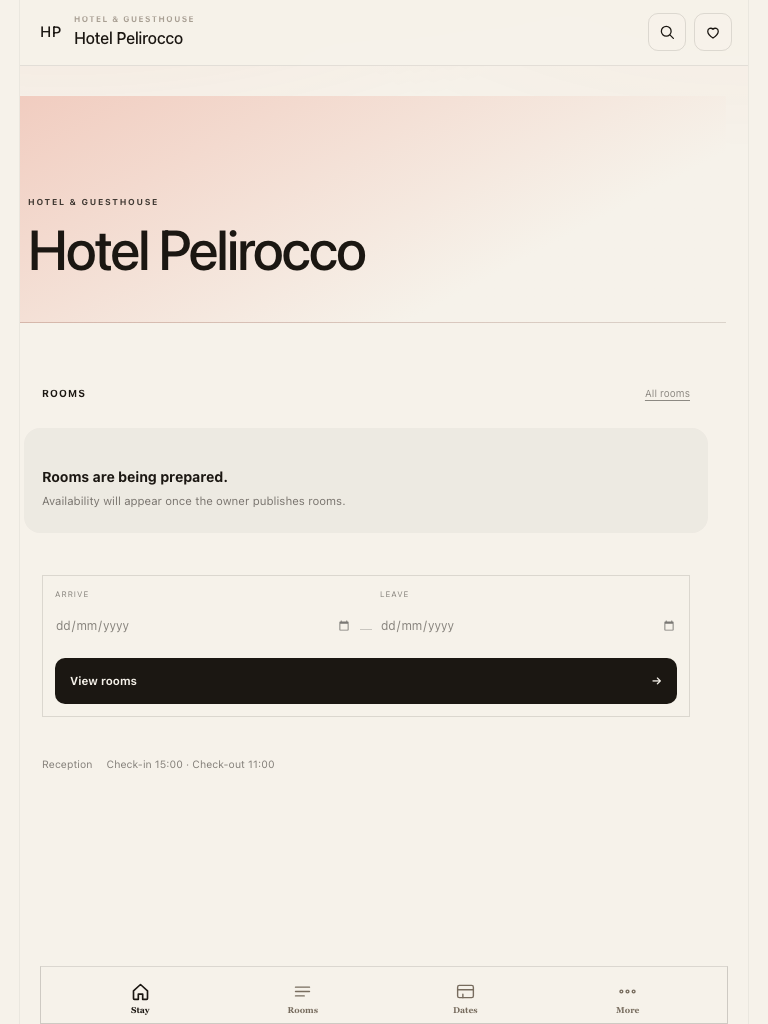 HP
HOTEL & GUESTHOUSE
Hotel Pelirocco
HOTEL & GUESTHOUSE
Hotel Pelirocco
ROOMS
All rooms
Rooms are being prepared.
Availability will appear once the owner publishes rooms.
ARRIVE
LEAVE
dd/mm/yyyy
dd/mm/yyyy
View rooms
Reception Check-in 15:00 · Check-out 11:00
Stay
Rooms
Dates
More